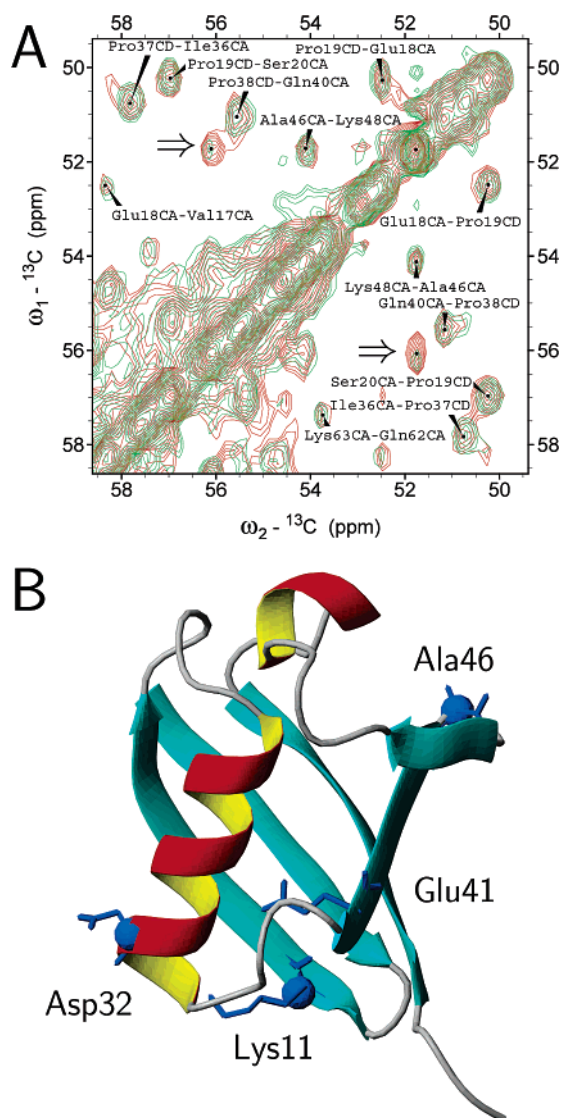 A
58 56 54 52 50
Pro37CD-Ile36CA
Pro19CD-Glu18CA
Pro19CD-Ser20CA
Pro38CD-Gln40CA
Ala46CA-Lys48CA
⇒
Glu18CA-Val17CA
Glu18CA-Pro19CD
Lys48CA-Ala46CA
Gln40CA-Pro38CD
⇒
Ser20CA-Pro19CD
Ile36CA-Pro37CD
Lys63CA-Gln62CA
50 50
52 52
54 54
56 56
58 58
ω₁ - ¹³C (ppm)
58 56 54 52 50
ω₂ - ¹³C (ppm)
B
Ala46
Glu41
Asp32
Lys11